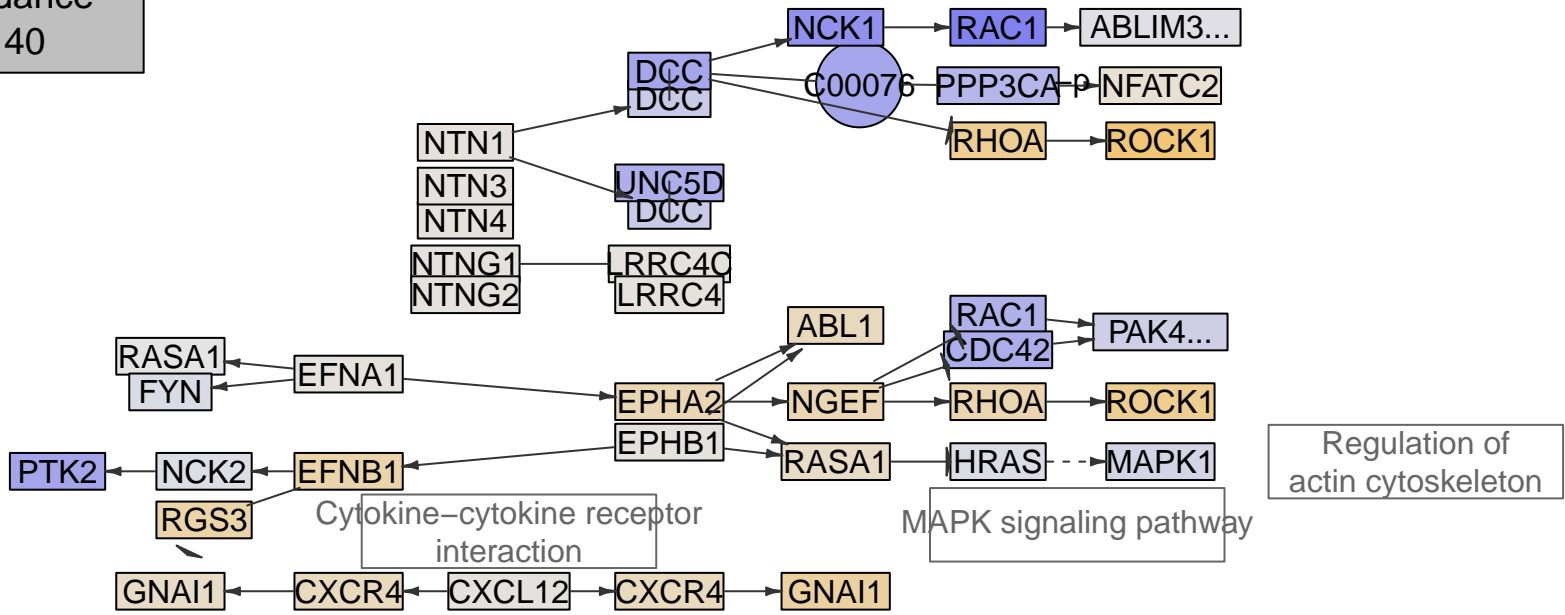 40
NCK1
RAC1
ABLIM3...
DCC
DCC
C00076
PPP3CA
-p
NFATC2
NTN1
RHOA
ROCK1
NTN3
NTN4
UNC5D
DCC
NTNG1
NTNG2
LRRC4C
LRRC4
ABL1
RAC1
CDC42
PAK4...
RASA1
FYN
EFNA1
EPHA2
NGEF
RHOA
ROCK1
EPHB1
RASA1
HRAS
MAPK1
PTK2
NCK2
EFNB1
RGS3
Cytokine–cytokine receptor
interaction
MAPK signaling pathway
Regulation of
actin cytoskeleton
GNAI1
CXCR4
CXCL12
CXCR4
GNAI1